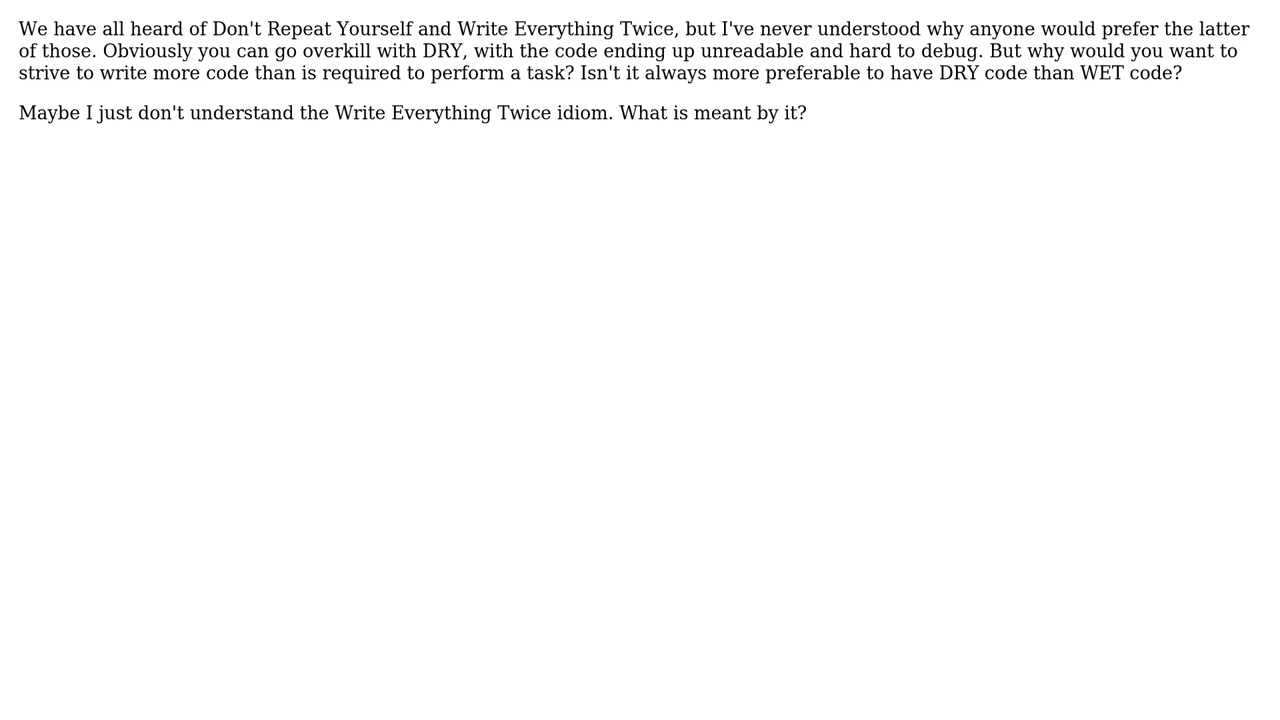 We have all heard of Don't Repeat Yourself and Write Everything Twice, but I've never understood why anyone would prefer the latter
of those. Obviously you can go overkill with DRY, with the code ending up unreadable and hard to debug. But why would you want to
strive to write more code than is required to perform a task? Isn't it always more preferable to have DRY code than WET code?
Maybe I just don't understand the Write Everything Twice idiom. What is meant by it?